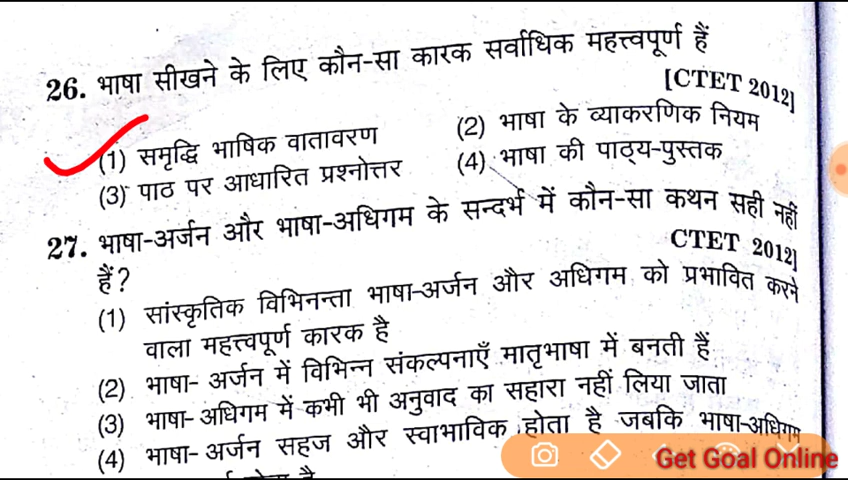 26. भाषा सीखने के लिए कौन-सा कारक सर्वाधिक महत्त्वपूर्ण हैं
[CTET 2012]
(1) समृद्धि भाषिक वातावरण (2) भाषा के व्याकरणिक नियम
(3) पाठ पर आधारित प्रश्नोत्तर (4) भाषा की पाठ्य-पुस्तक
27. भाषा-अर्जन और भाषा-अधिगम के सन्दर्भ में कौन-सा कथन सही नहीं
हैं? CTET 2012]
(1) सांस्कृतिक विभिनन्ता भाषा-अर्जन और अधिगम को प्रभावित करने
वाला महत्त्वपूर्ण कारक है
(2) भाषा- अर्जन में विभिन्न संकल्पनाएँ मातृभाषा में बनती हैं
(3) भाषा- अधिगम में कभी भी अनुवाद का सहारा नहीं लिया जाता
(4) भाषा- अर्जन सहज और स्वाभाविक होता है जबकि भाषा-अधिगम
Get Goal Online